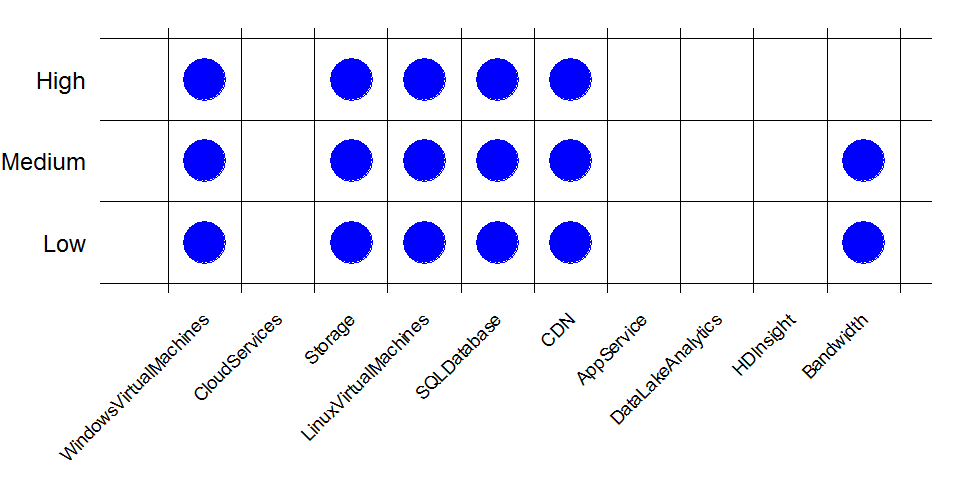 High
Medium
Low
WindowsVirtualMachines
CloudServices
Storage
LinuxVirtualMachines
SQLDatabase
CDN
AppService
DataLakeAnalytics
HDInsight
Bandwidth